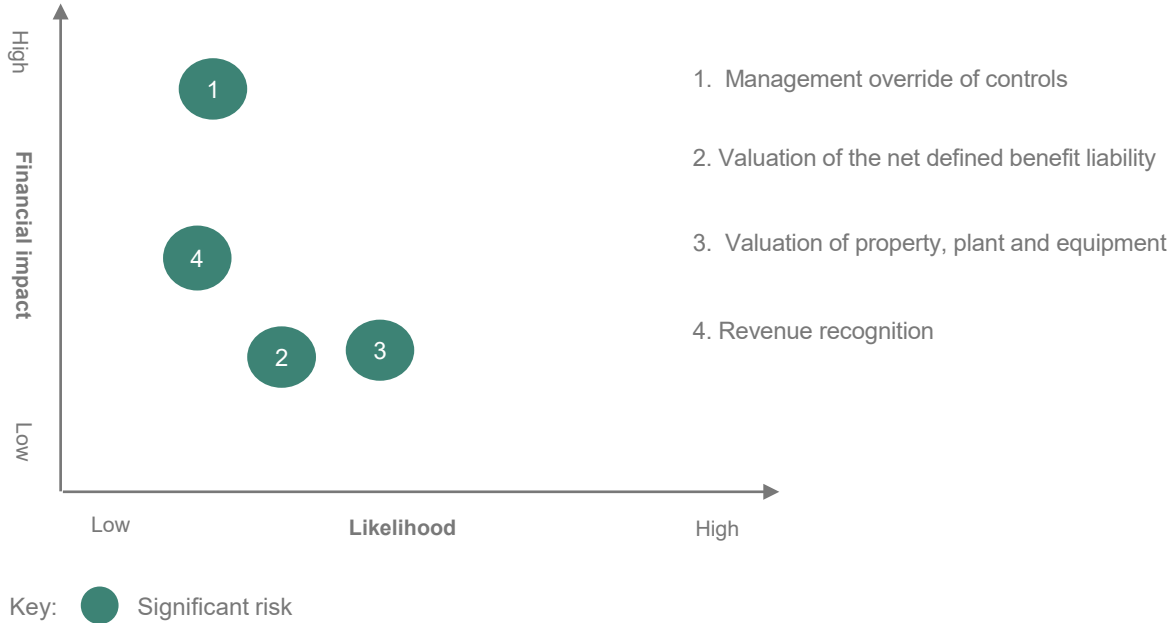 High
Financial impact
Low
1
4
2
3
Low
Likelihood
High
1. Management override of controls
2. Valuation of the net defined benefit liability
3. Valuation of property, plant and equipment
4. Revenue recognition
Key:
Significant risk